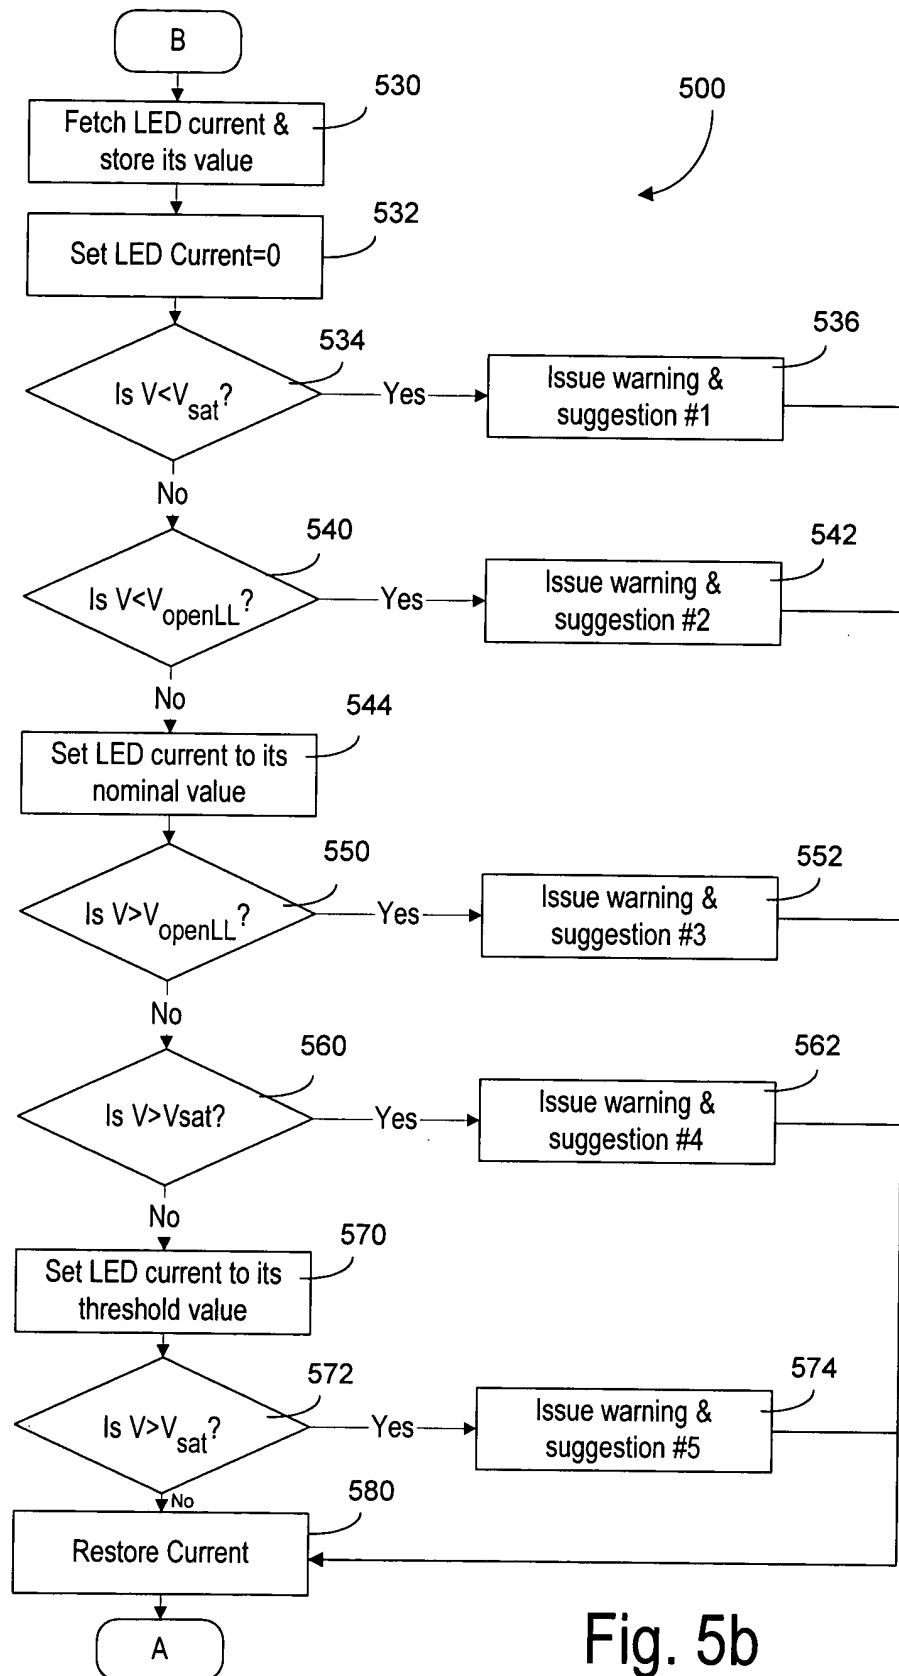 B
530
500
Fetch LED current &
store its value
532
Set LED Current=0
534
536
Is V<Vsat?
Yes
Issue warning &
suggestion #1
No
540
542
Is V<VopenLL?
Yes
Issue warning &
suggestion #2
No
544
Set LED current to its
nominal value
550
552
Is V>VopenLL?
Yes
Issue warning &
suggestion #3
No
560
562
Is V>Vsat?
Yes
Issue warning &
suggestion #4
No
570
Set LED current to its
threshold value
572
574
Is V>Vsat?
Yes
Issue warning &
suggestion #5
No
580
Restore Current
A
Fig. 5b